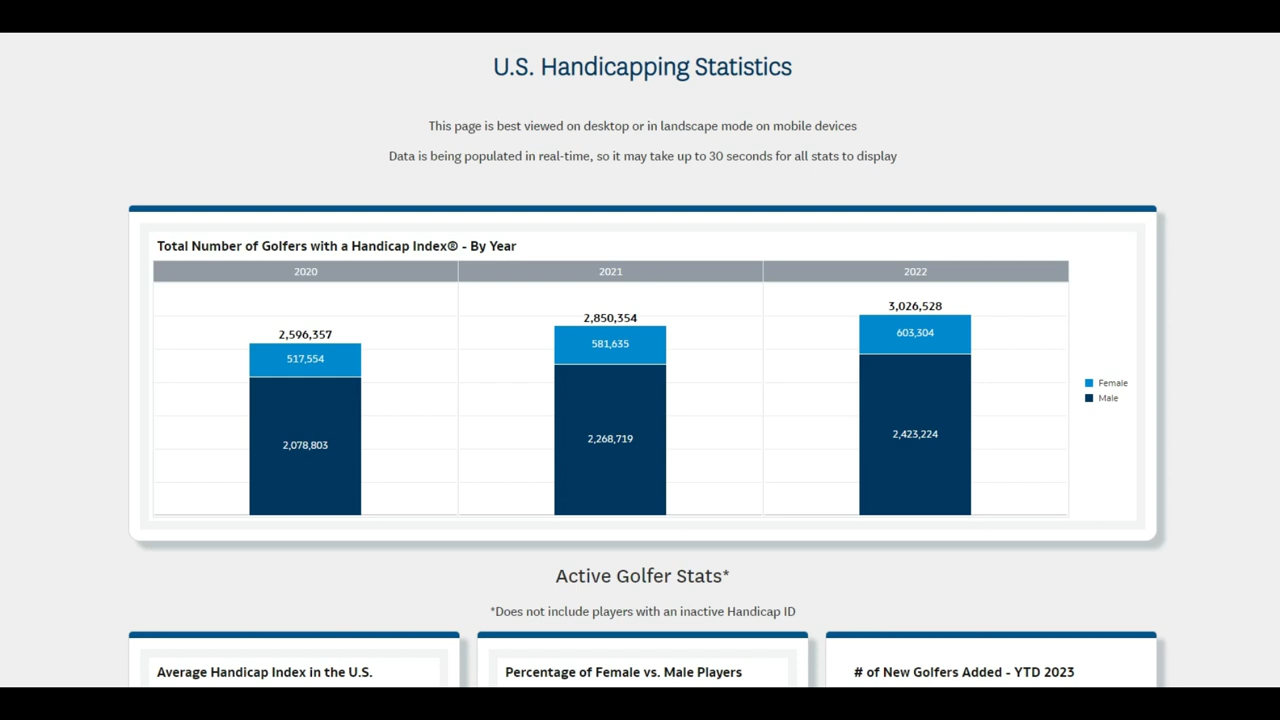 U.S. Handicapping Statistics
This page is best viewed on desktop or in landscape mode on mobile devices
Data is being populated in real-time, so it may take up to 30 seconds for all stats to display
Total Number of Golfers with a Handicap Index® - By Year
2020 2021 2022
2,596,357 2,850,354 3,026,528
517,554 581,635 603,304
Female
Male
2,078,803 2,268,719 2,423,224
Active Golfer Stats*
*Does not include players with an inactive Handicap ID
Average Handicap Index in the U.S. Percentage of Female vs. Male Players # of New Golfers Added - YTD 2023